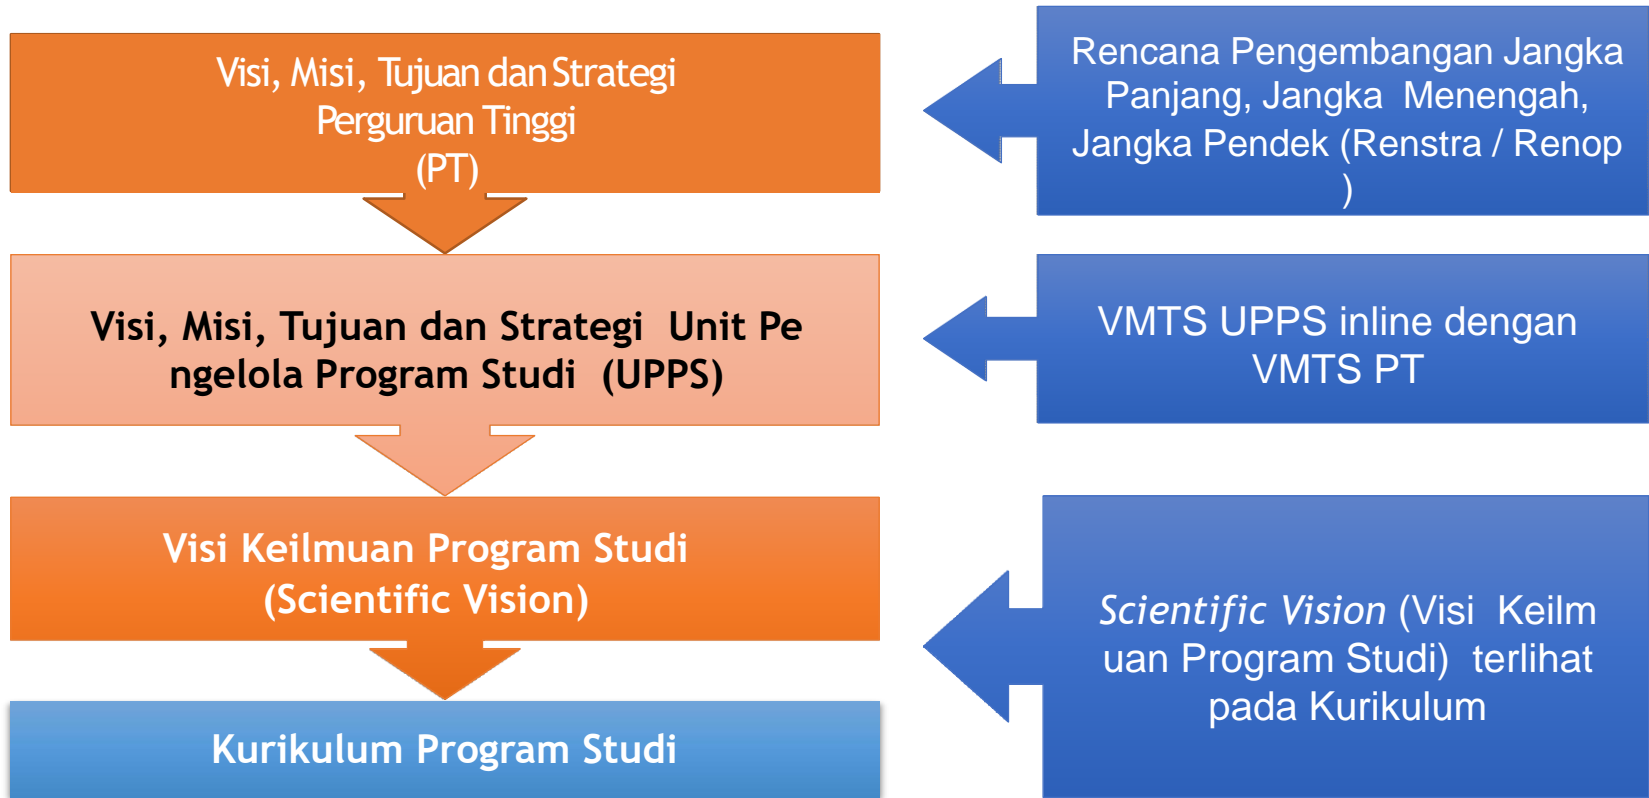 Visi, Misi, Tujuan dan Strategi
Perguruan Tinggi
(PT)
Rencana Pengembangan Jangka
Panjang, Jangka Menengah,
Jangka Pendek (Renstra / Renop
)
Visi, Misi, Tujuan dan Strategi Unit Pe
ngelola Program Studi (UPPS)
VMTS UPPS inline dengan
VMTS PT
Visi Keilmuan Program Studi
(Scientific Vision)
Scientific Vision (Visi Keilm
uan Program Studi) terlihat
pada Kurikulum
Kurikulum Program Studi